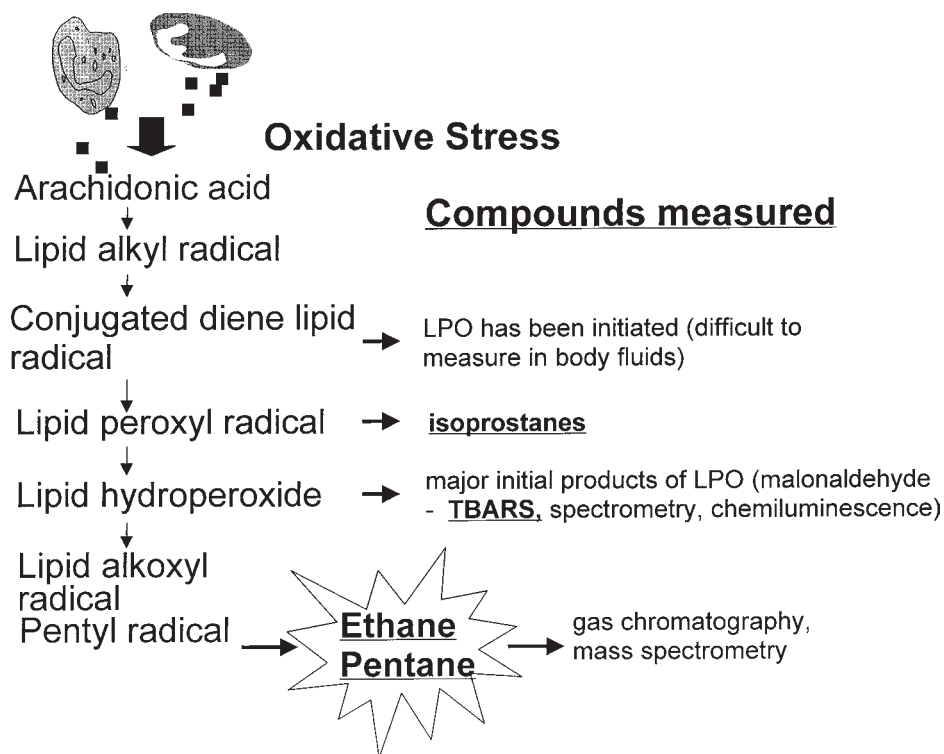 Oxidative Stress
Arachidonic acid
Compounds measured
Lipid alkyl radical
Conjugated diene lipid
radical
LPO has been initiated (difficult to
measure in body fluids)
Lipid peroxyl radical
isoprostanes
Lipid hydroperoxide
major initial products of LPO (malonaldehyde
- TBARS, spectrometry, chemiluminescence)
Lipid alkoxyl
radical
Pentyl radical
Ethane
Pentane
gas chromatography,
mass spectrometry